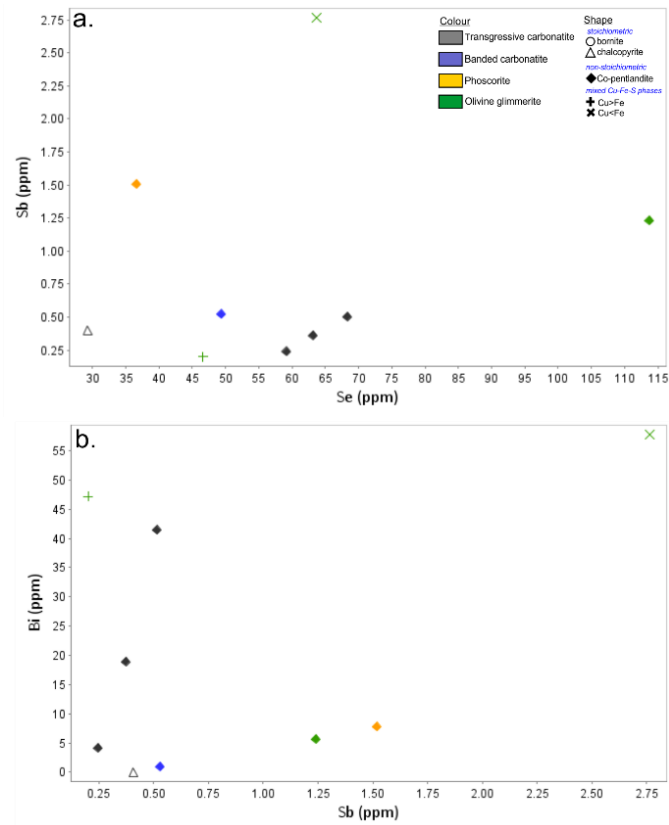 a.
Colour
Transgressive carbonatite
Banded carbonatite
Phoscorite
Olivine glimmerite
Shape
stoichiometric
bornite
chalcopyrite
non-stoichiometric
Co-pentlandite
mixed Cu-Fe-S phases
Cu>Fe
Cu<Fe
2.75
2.50
2.25
2.00
1.75
1.50
1.25
1.00
0.75
0.50
0.25
Sb (ppm)
30 35 40 45 50 55 60 65 70 75 80 85 90 95 100 105 110 115
Se (ppm)
b.
55
50
45
40
35
30
25
20
15
10
5
0
Bi (ppm)
0.25 0.50 0.75 1.00 1.25 1.50 1.75 2.00 2.25 2.50 2.75
Sb (ppm)